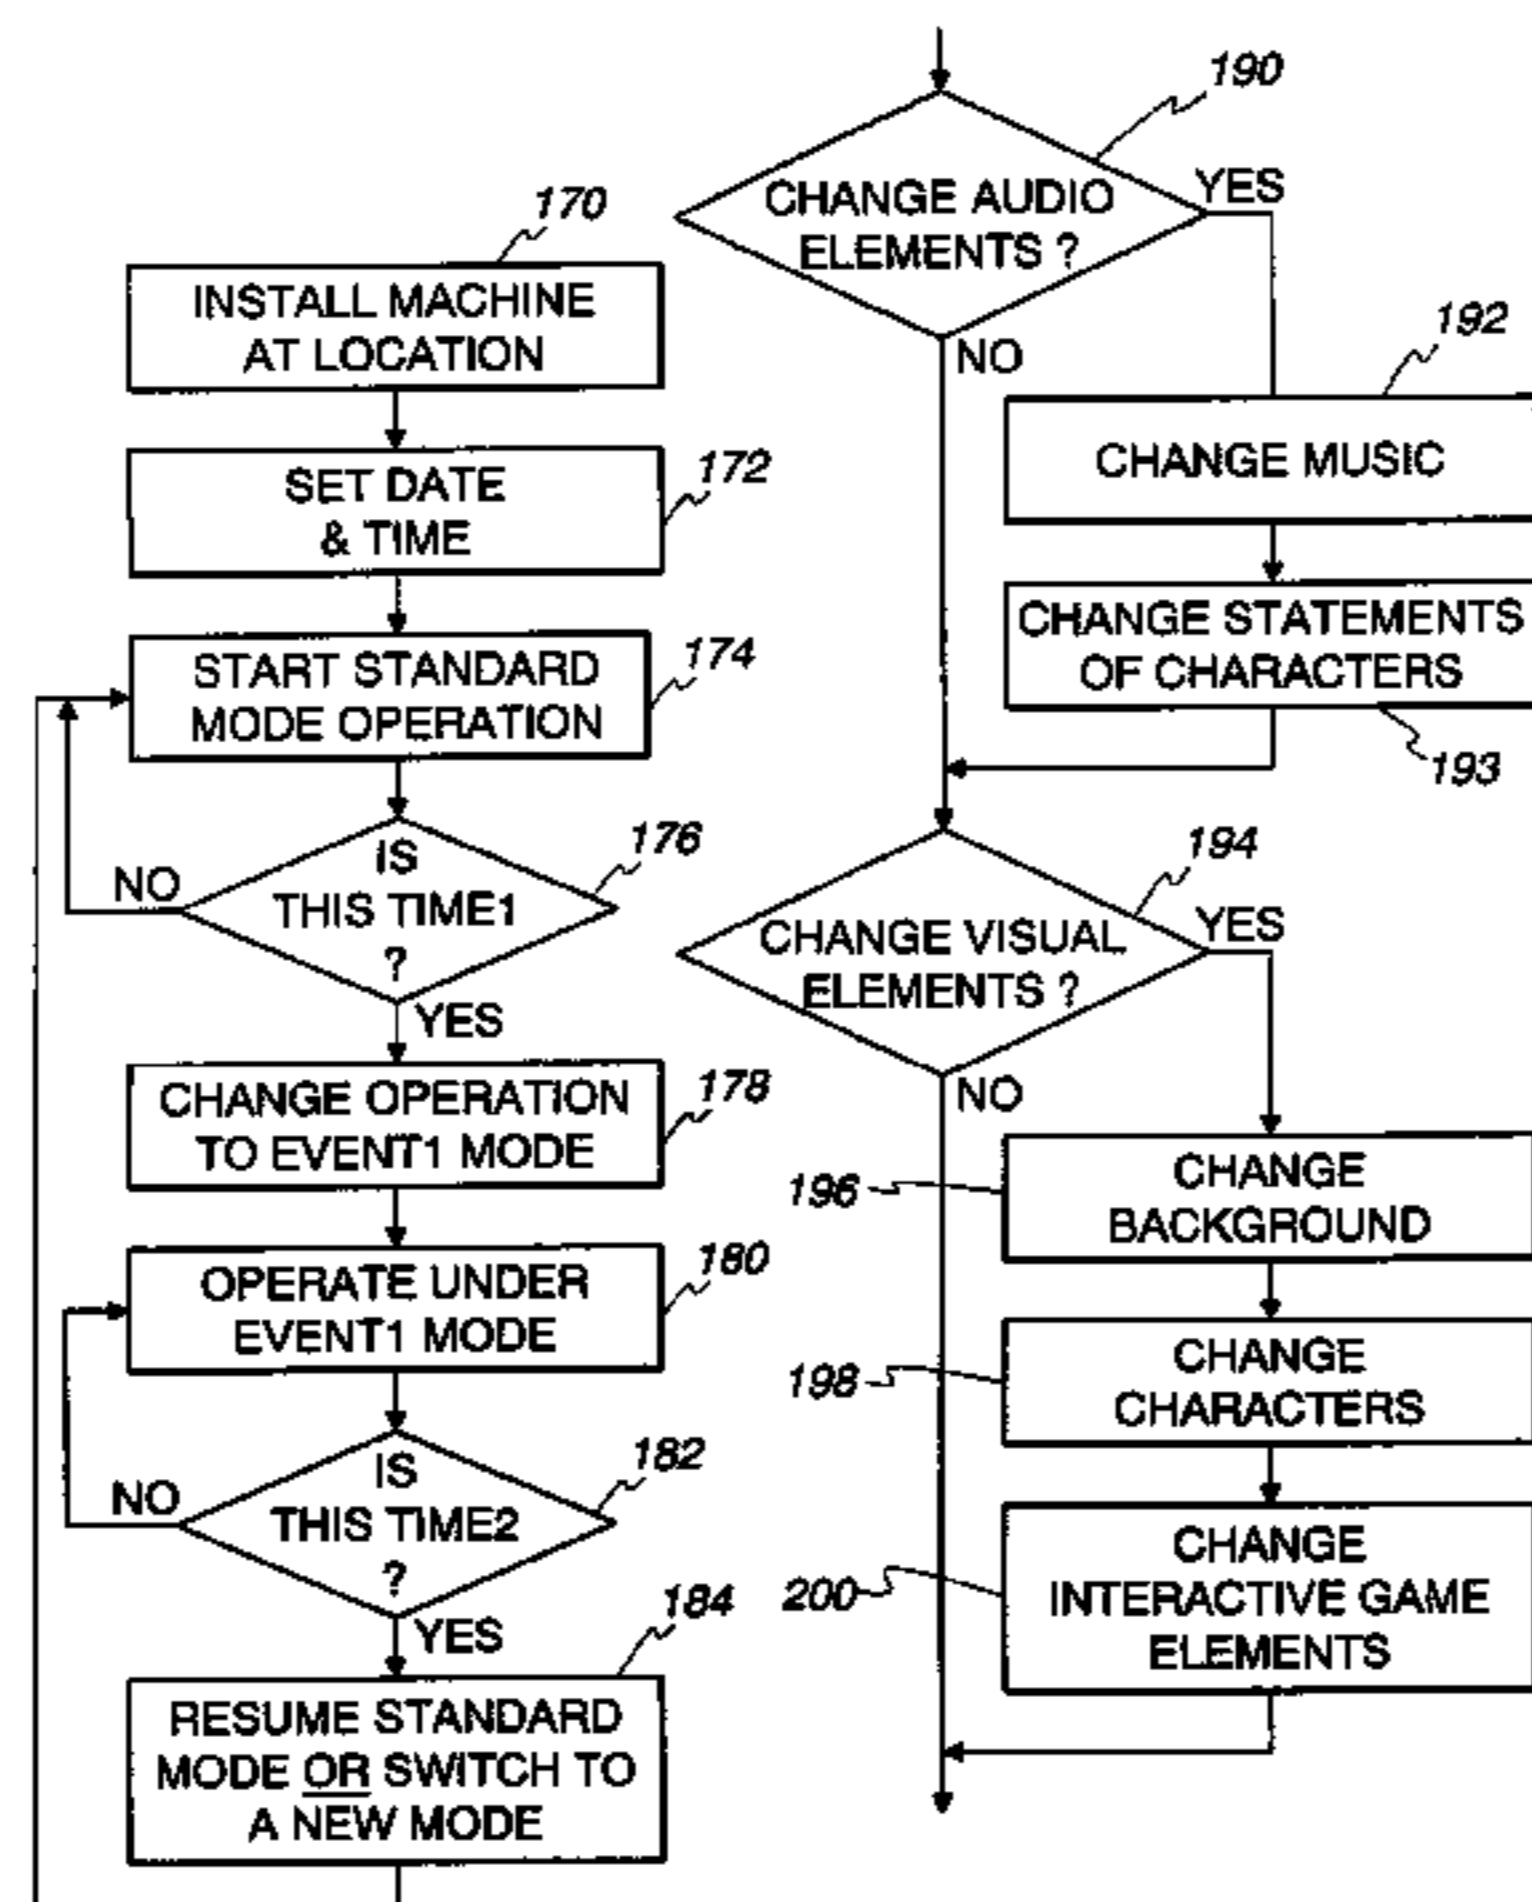 170
INSTALL MACHINE
AT LOCATION
SET DATE
& TIME
172
START STANDARD
MODE OPERATION
174
IS
THIS TIME1
?
176
NO
YES
CHANGE OPERATION
TO EVENT1 MODE
178
OPERATE UNDER
EVENT1 MODE
180
IS
THIS TIME2
?
182
NO
YES
184
RESUME STANDARD
MODE OR SWITCH TO
A NEW MODE
190
CHANGE AUDIO
ELEMENTS ?
YES
NO
192
CHANGE MUSIC
CHANGE STATEMENTS
OF CHARACTERS
193
194
CHANGE VISUAL
ELEMENTS ?
YES
NO
196
CHANGE
BACKGROUND
198
CHANGE
CHARACTERS
200
CHANGE
INTERACTIVE GAME
ELEMENTS